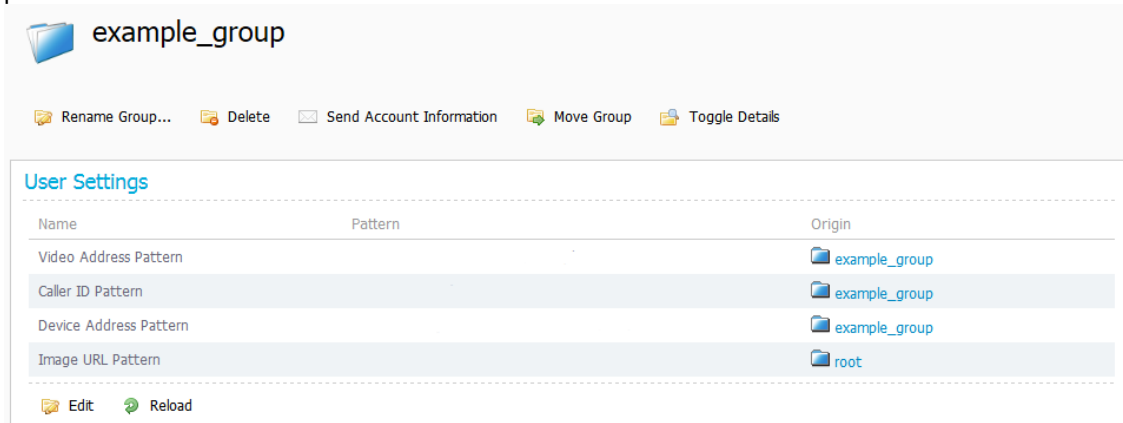 example_group
Rename Group... Delete Send Account Information Move Group Toggle Details
User Settings
Name Pattern Origin
Video Address Pattern example_group
Caller ID Pattern example_group
Device Address Pattern example_group
Image URL Pattern root
Edit Reload